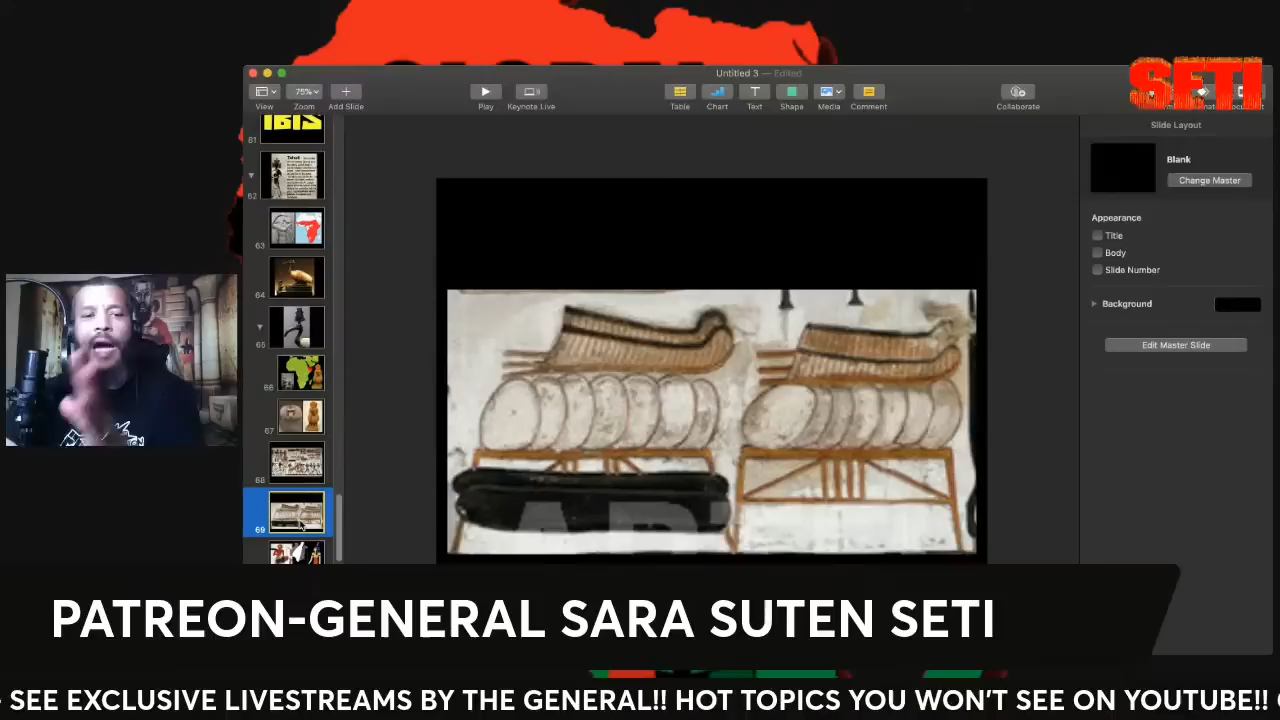 SETI
Untitled 3 — Edited
75%
View
Zoom
Add Slide
Play
Keynote Live
Table
Chart
Text
Shape
Media
Comment
Collaborate
Slide Layout
Blank
Change Master
Appearance
Title
Body
Slide Number
Background
Edit Master Slide
61
62
63
64
65
66
67
68
69
PATREON-GENERAL SARA SUTEN SETI
SEE EXCLUSIVE LIVESTREAMS BY THE GENERAL!! HOT TOPICS YOU WON'T SEE ON YOUTUBE!!